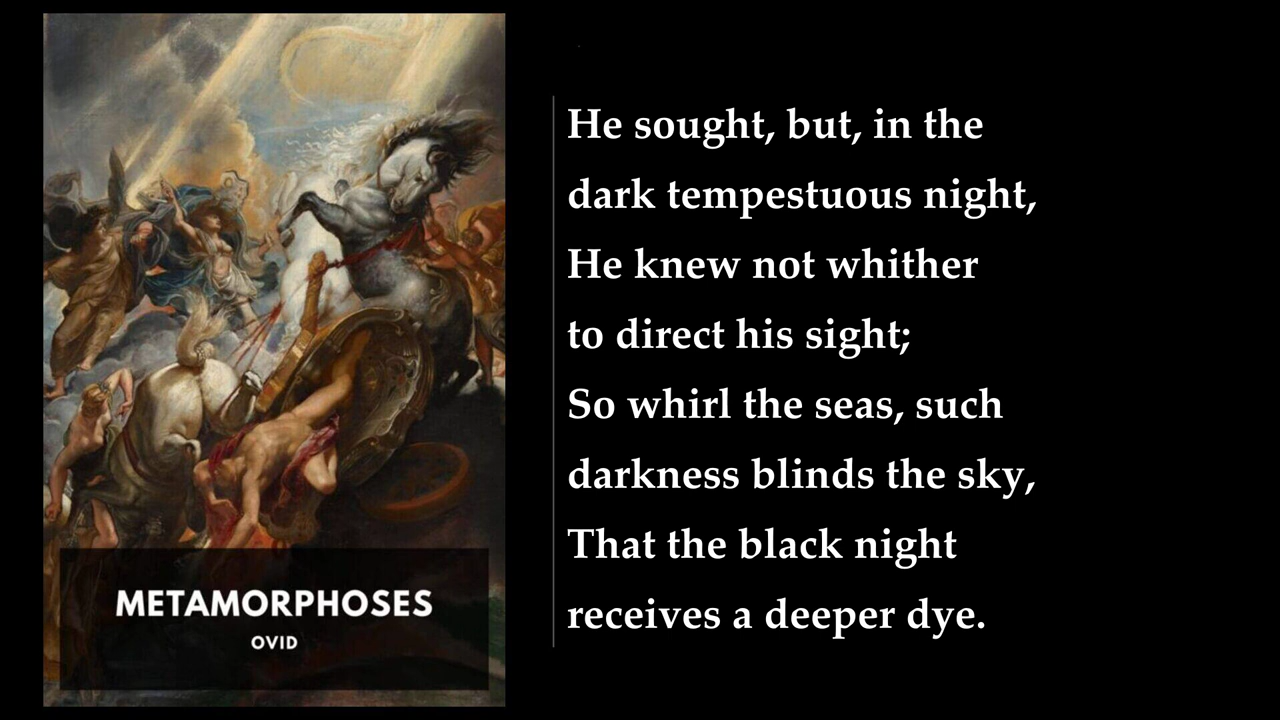 METAMORPHOSES
OVID
He sought, but, in the
dark tempestuous night,
He knew not whither
to direct his sight;
So whirl the seas, such
darkness blinds the sky,
That the black night
receives a deeper dye.